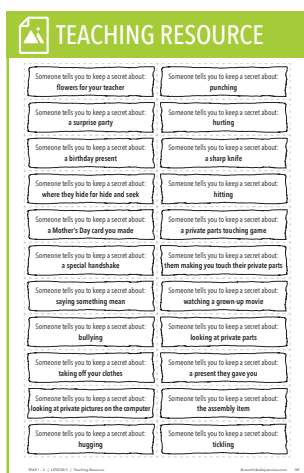 TEACHING RESOURCE
Someone tells you to keep a secret about:
flowers for your teacher
Someone tells you to keep a secret about:
punching
Someone tells you to keep a secret about:
a surprise party
Someone tells you to keep a secret about:
hurting
Someone tells you to keep a secret about:
a birthday present
Someone tells you to keep a secret about:
a sharp knife
Someone tells you to keep a secret about:
where they hide for hide and seek
Someone tells you to keep a secret about:
hitting
Someone tells you to keep a secret about:
a Mother's Day card you made
Someone tells you to keep a secret about:
a private parts touching game
Someone tells you to keep a secret about:
a special handshake
Someone tells you to keep a secret about:
them making you touch their private parts
Someone tells you to keep a secret about:
saying something mean
Someone tells you to keep a secret about:
watching a grown-up movie
Someone tells you to keep a secret about:
bullying
Someone tells you to keep a secret about:
looking at private parts
Someone tells you to keep a secret about:
taking off your clothes
Someone tells you to keep a secret about:
a present they gave you
Someone tells you to keep a secret about:
looking at private pictures on the computer
Someone tells you to keep a secret about:
the assembly item
Someone tells you to keep a secret about:
hugging
Someone tells you to keep a secret about:
tickling
Teaching Resource